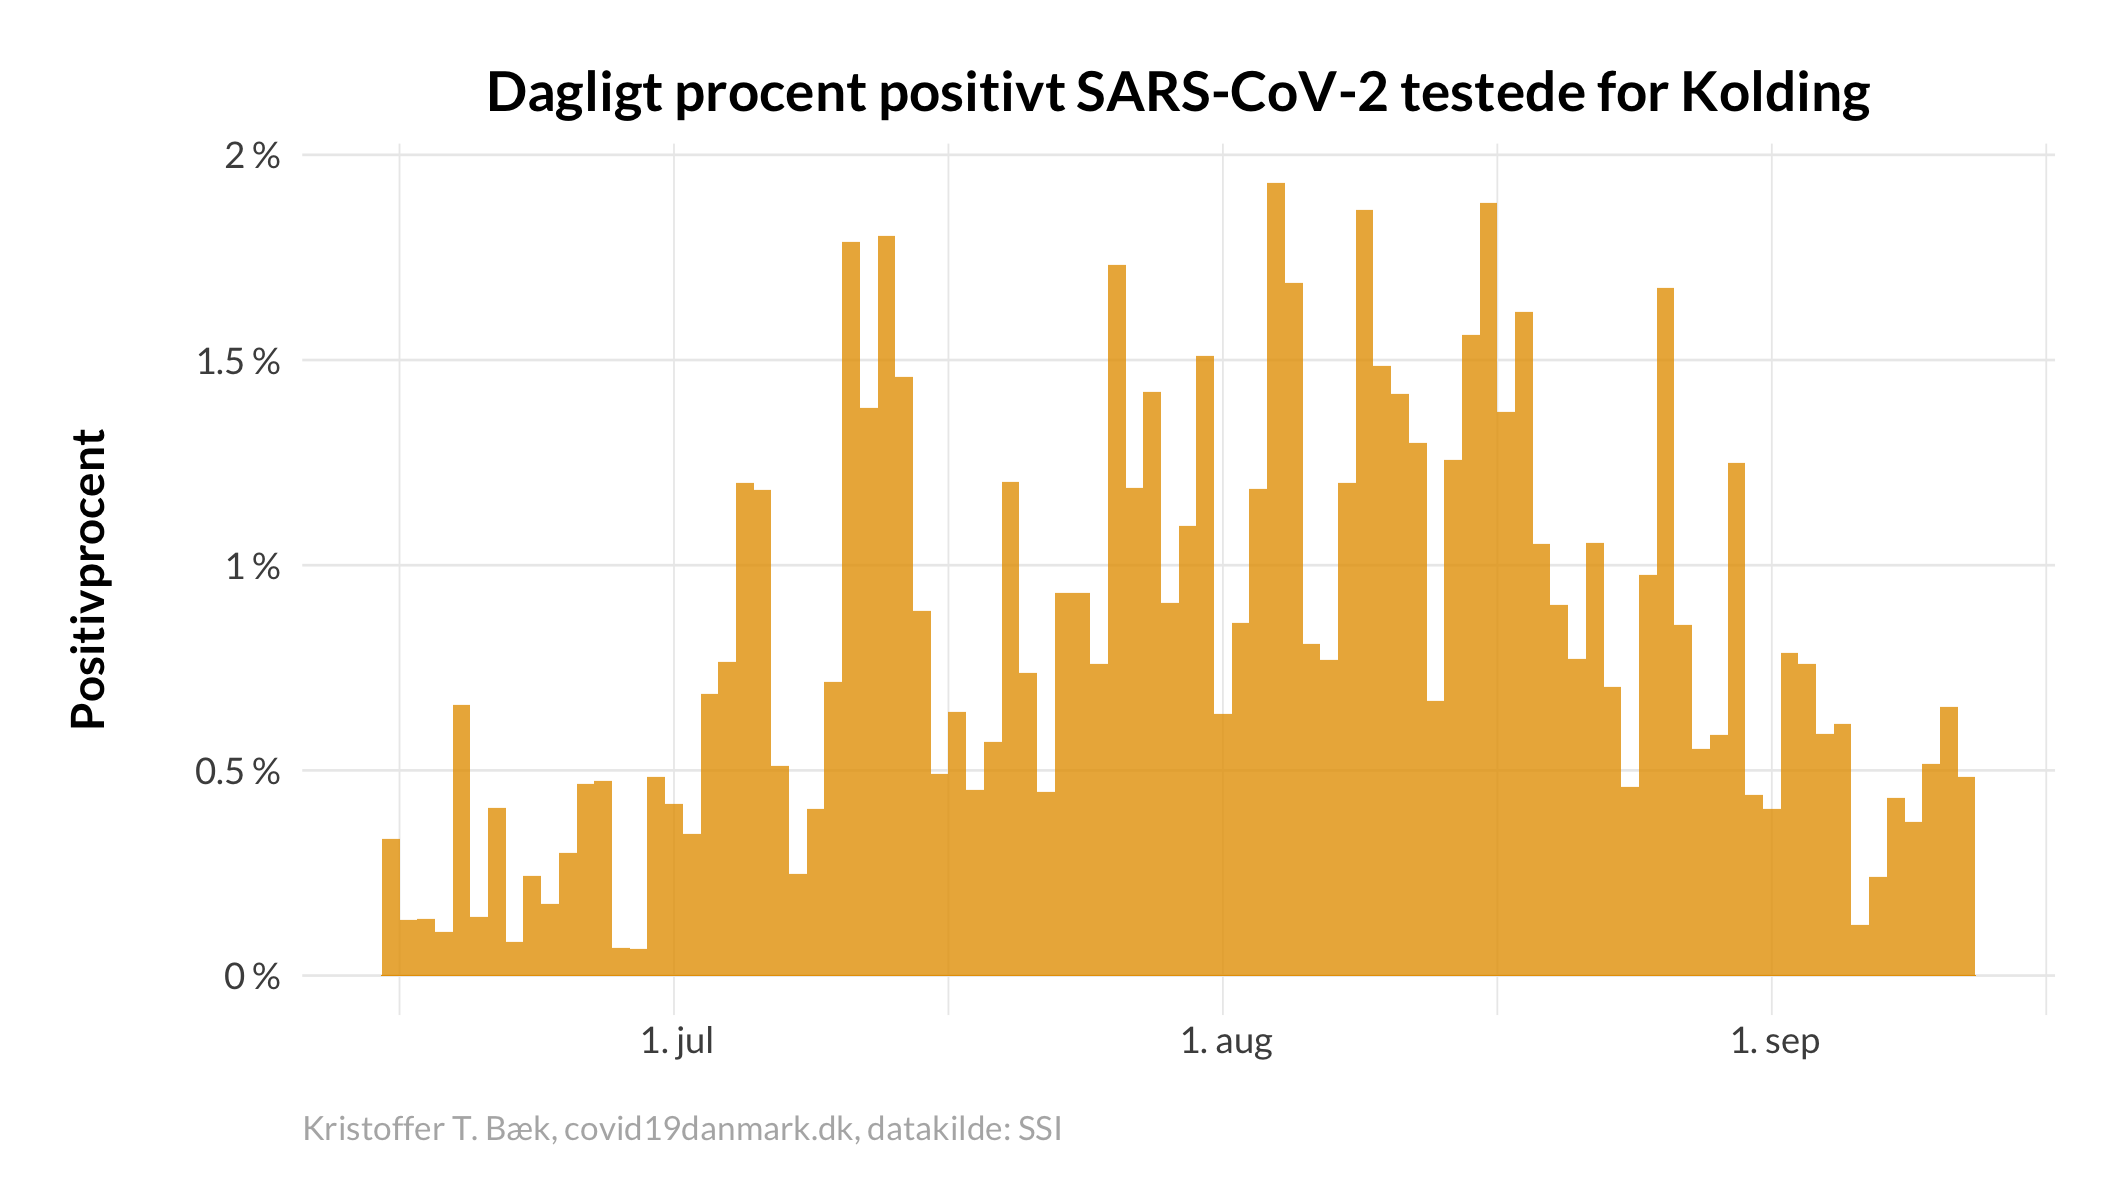 Dagligt procent positivt SARS-CoV-2 testede for Kolding
Positivprocent
2 %
1.5 %
1 %
0.5 %
0 %
1. jul
1. aug
1. sep
Kristoffer T. Bæk, covid19danmark.dk, datakilde: SSI